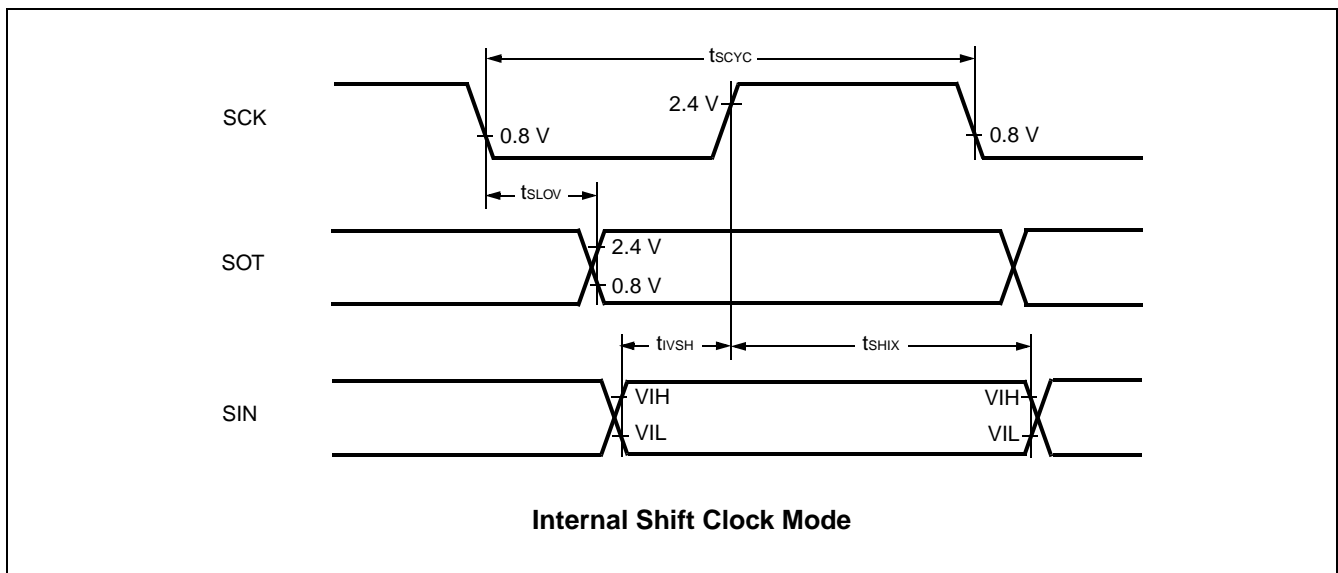 tSCYC
SCK
2.4 V
0.8 V
0.8 V
tSLOV
SOT
2.4 V
0.8 V
tIVSH
tSHIX
SIN
VIH
VIH
VIL
VIL
Internal Shift Clock Mode